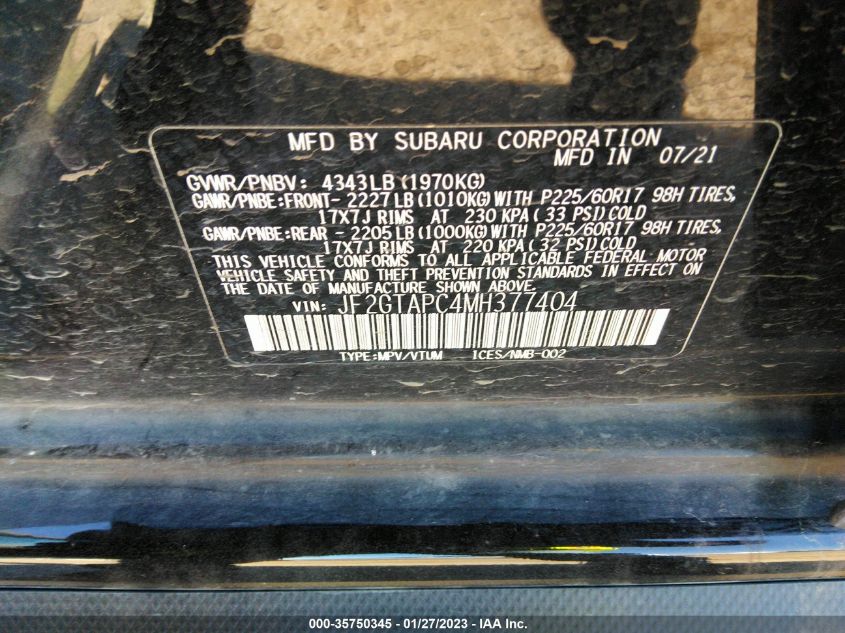 MFD BY SUBARU CORPORATION
MFD IN 07/21
GVWR/PNBV: 4343LB (1970KG)
GAWR/PNBE:FRONT- 2227LB (1010KG) WITH P225/60R17 98H TIRES,
17X7J RIMS AT 230 KPA ( 33 PSI) COLD
GAWR/PNBE:REAR - 2205LB (1000KG) WITH P225/60R17 98H TIRES,
17X7J RIMS AT 220 KPA ( 32 PSI) COLD
THIS VEHICLE CONFORMS TO ALL APPLICABLE FEDERAL MOTOR
VEHICLE SAFETY AND THEFT PREVENTION STANDARDS IN EFFECT ON
THE DATE OF MANUFACTURE SHOWN ABOVE.
VIN: JF2GTAPC4MH377404
TYPE:MPV/VTUM ICES/NMB-002
000-35750345 - 01/27/2023 - © IAA Inc.